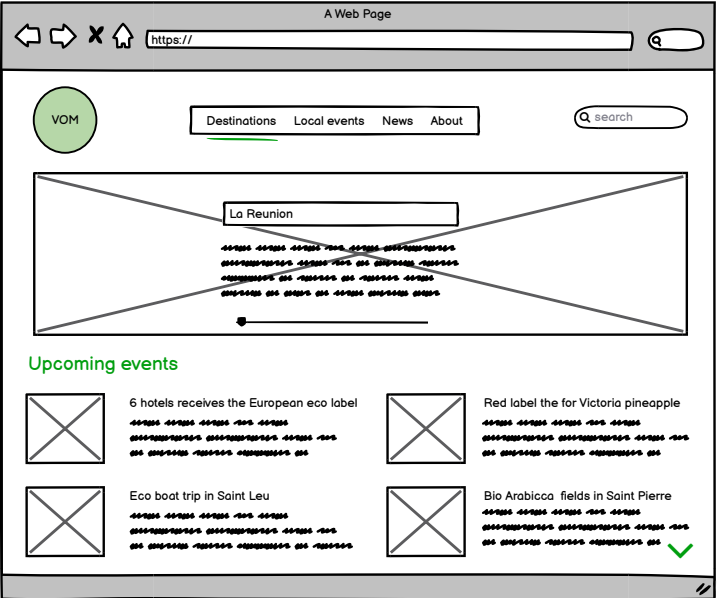 A Web Page
https://
VOM
Destinations Local events News About
search
La Reunion
Upcoming events
6 hotels receives the European eco label
Red label the for Victoria pineapple
Eco boat trip in Saint Leu
Bio Arabicca fields in Saint Pierre